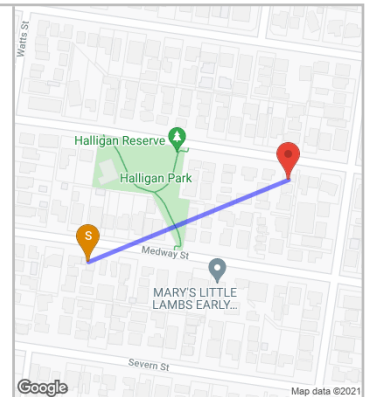 Watts St
Halligan Reserve
Halligan Park
S
Medway St
MARY'S LITTLE
LAMBS EARLY...
Severn St
Google
Map data ©2021